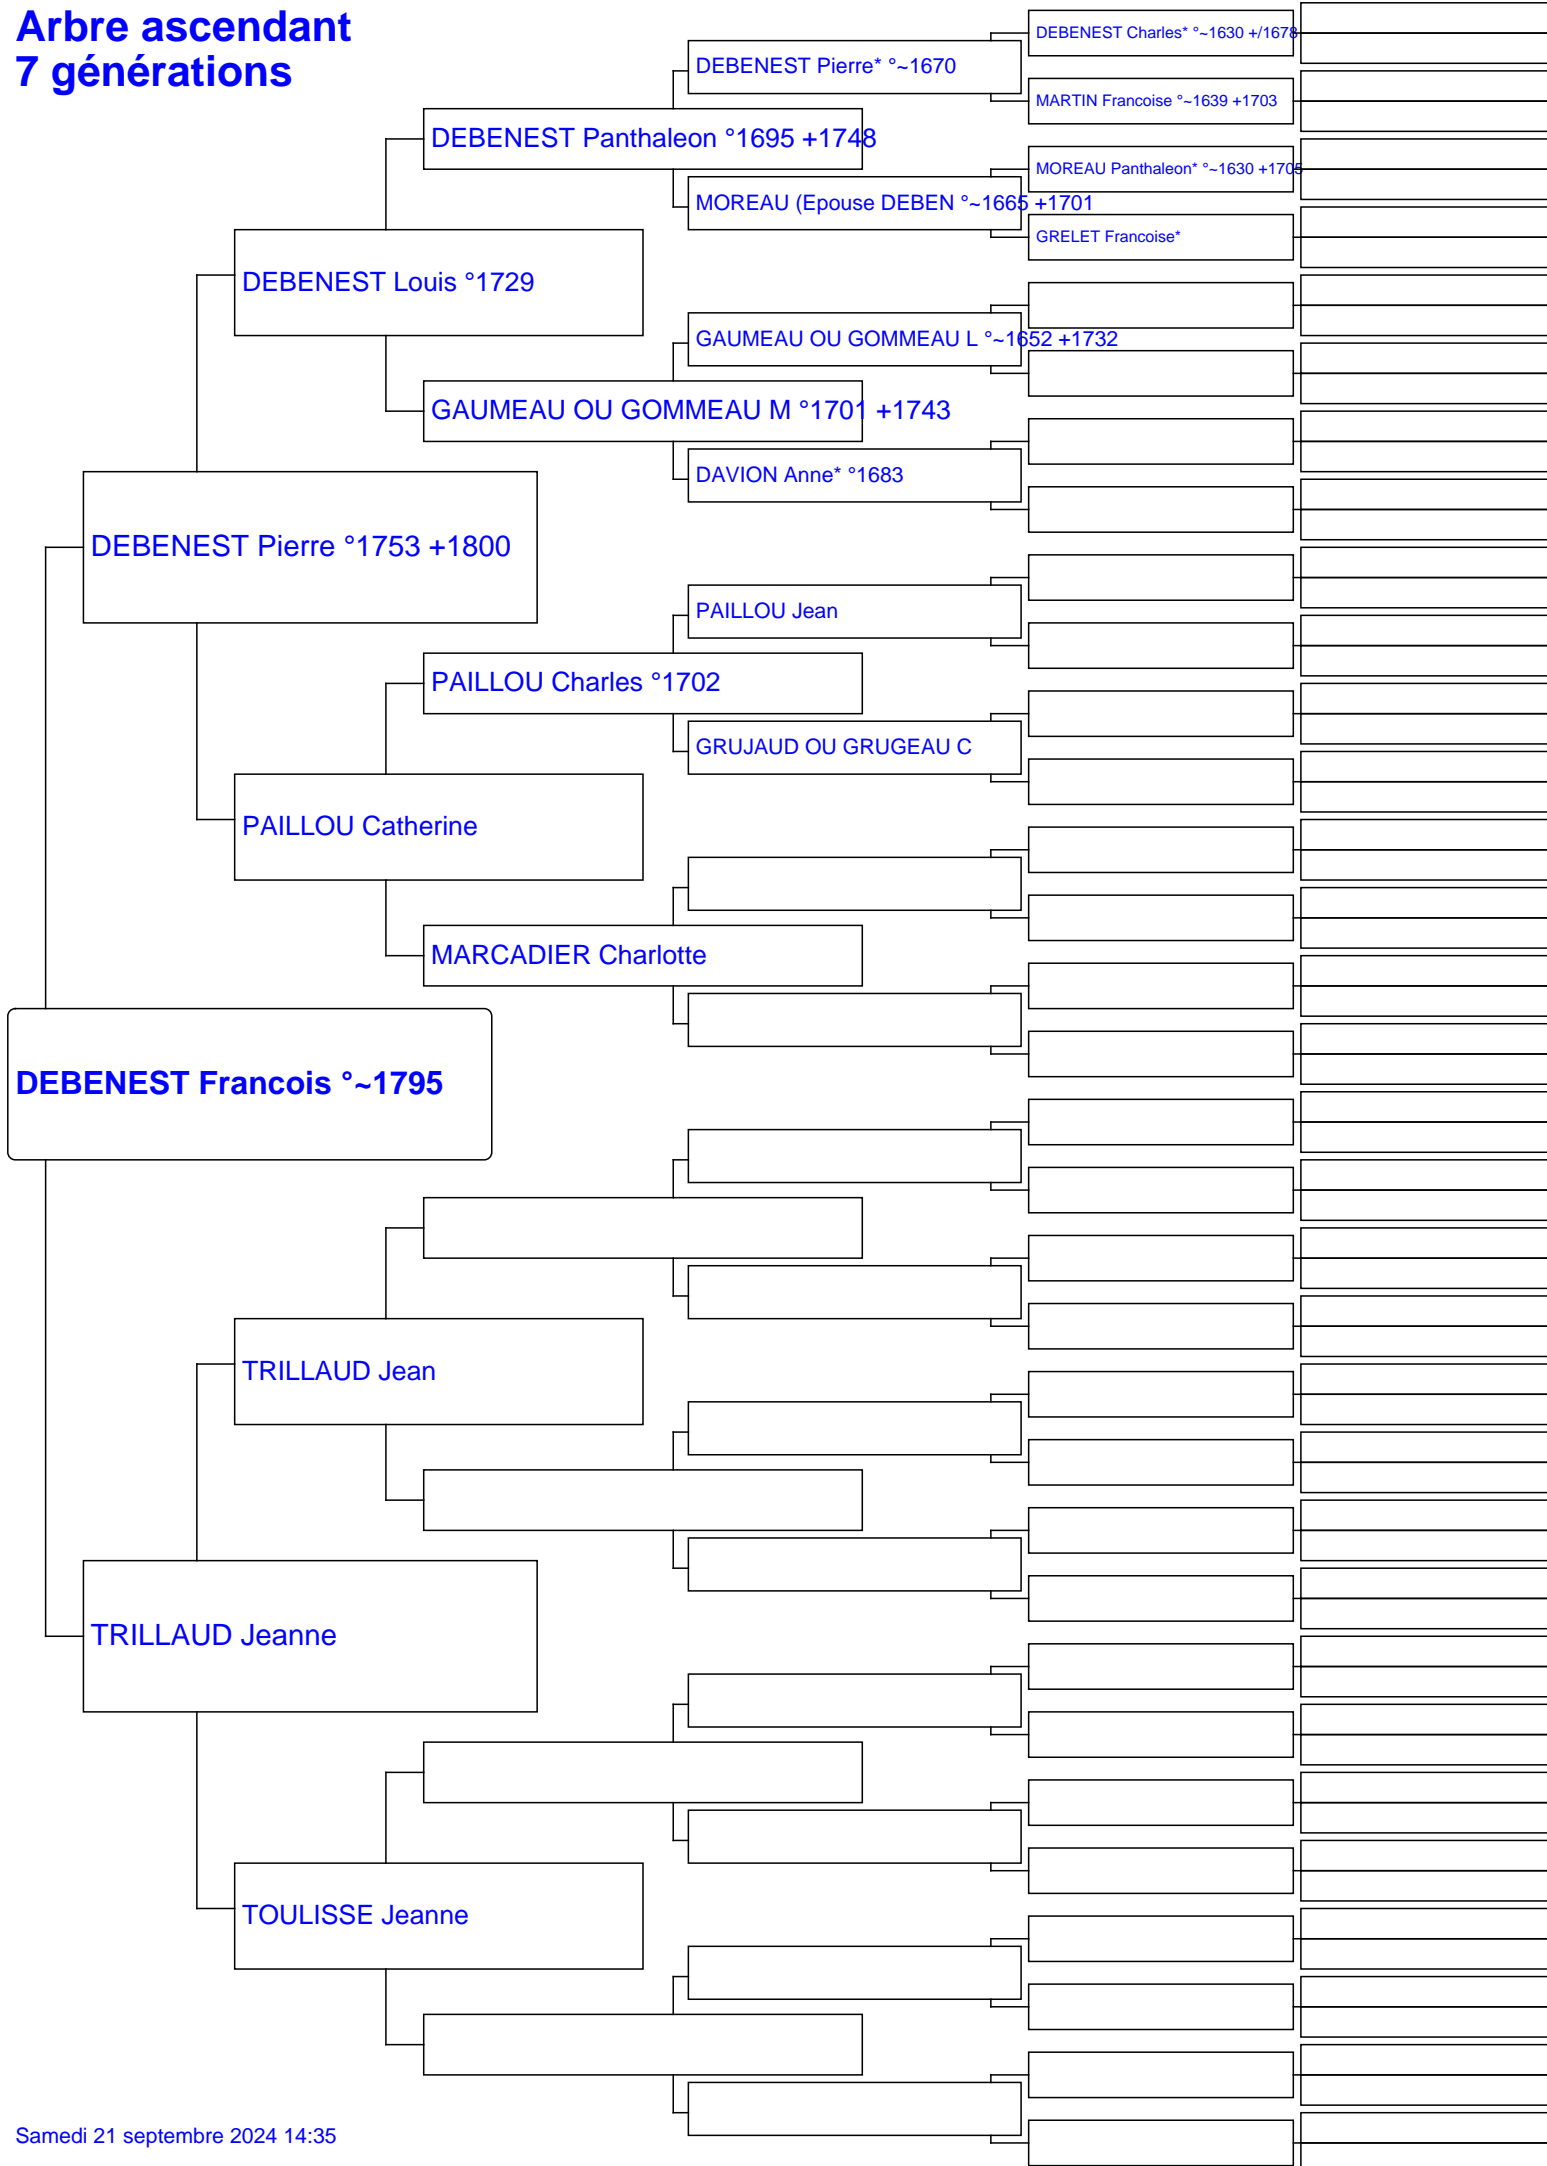 Arbre ascendant
7 générations
DEBENEST Charles* °~1630 +/1678
DEBENEST Pierre* °~1670
MARTIN Francoise °~1639 +1703
DEBENEST Panthaleon °1695 +1748
MOREAU Panthaleon* °~1630 +1705
MOREAU (Epouse DEBEN °~1665 +1701
GRELET Francoise*
DEBENEST Louis °1729
GAUMEAU OU GOMMEAU L °~1652 +1732
GAUMEAU OU GOMMEAU M °1701 +1743
DAVION Anne* °1683
DEBENEST Pierre °1753 +1800
PAILLOU Jean
PAILLOU Charles °1702
GRUJAUD OU GRUGEAU C
PAILLOU Catherine
MARCADIER Charlotte
DEBENEST Francois °~1795
TRILLAUD Jean
TRILLAUD Jeanne
TOULISSE Jeanne
Samedi 21 septembre 2024 14:35